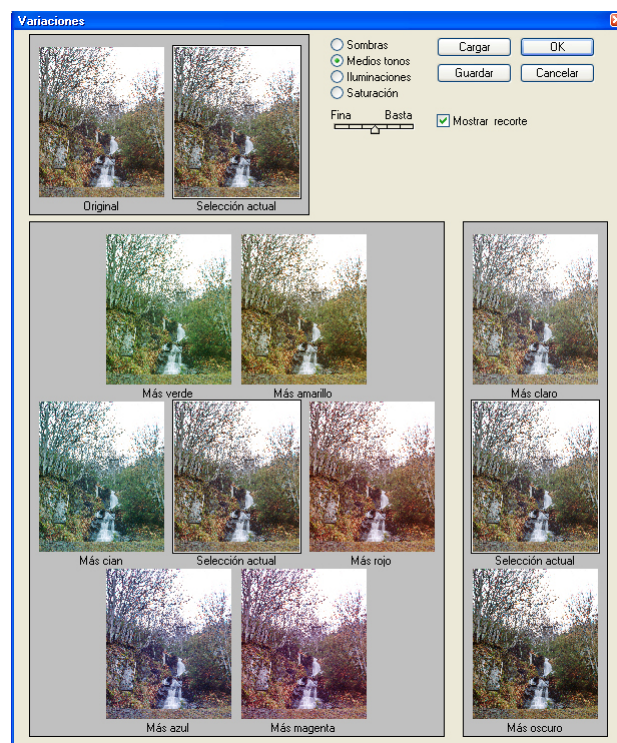 Variaciones
Original
Selección actual
Sombras
Medios tonos
Iluminaciones
Saturación
Fina Basta
Cargar
OK
Guardar
Cancelar
Mostrar recorte
Más verde
Más amarillo
Más cian
Selección actual
Más rojo
Más azul
Más magenta
Más claro
Selección actual
Más oscuro